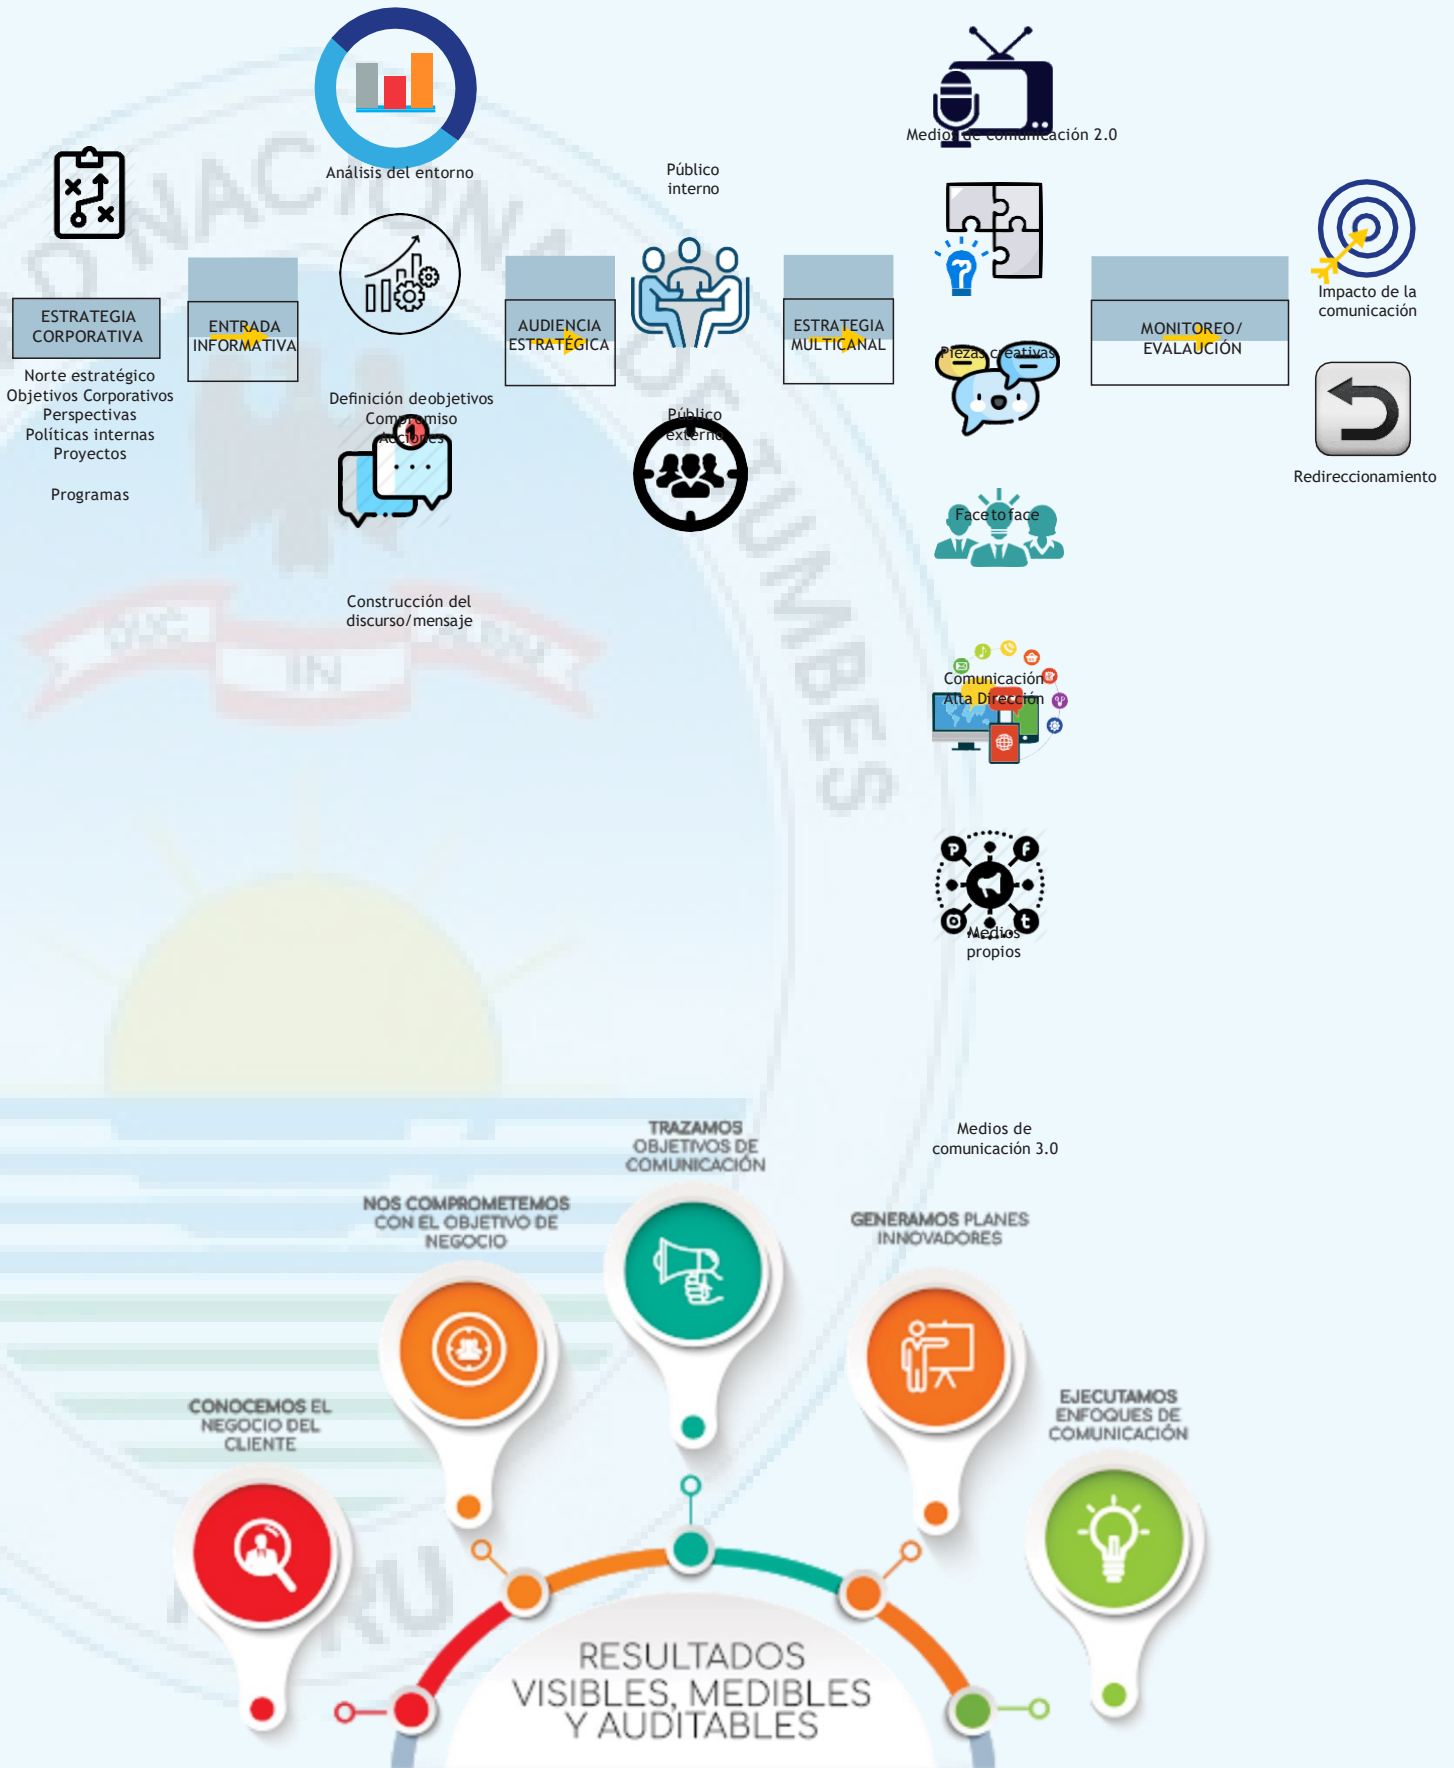 Medios de comunicación 2.0
Análisis del entorno
Público
interno
ESTRATEGIA
CORPORATIVA
Norte estratégico
Objetivos Corporativos
Perspectivas
Políticas internas
Proyectos
Programas
ENTRADA
INFORMATIVA
Definición deobjetivos
Compromiso
Acciones
1
Construcción del
discurso/mensaje
AUDIENCIA
ESTRATÉGICA
Público
externo
ESTRATEGIA
MULTICANAL
Piezas creativas
Face to face
Comunicación
Alta Dirección
Medios
propios
Medios de
comunicación 3.0
MONITOREO/
EVALAUCIÓN
Impacto de la
comunicación
Redireccionamiento
TRAZAMOS
OBJETIVOS DE
COMUNICACIÓN
NOS COMPROMETEMOS
CON EL OBJETIVO DE
NEGOCIO
GENERAMOS PLANES
INNOVADORES
CONOCEMOS EL
NEGOCIO DEL
CLIENTE
EJECUTAMOS
ENFOQUES DE
COMUNICACIÓN
RESULTADOS
VISIBLES, MEDIBLES
Y AUDITABLES
IN
TUMBES